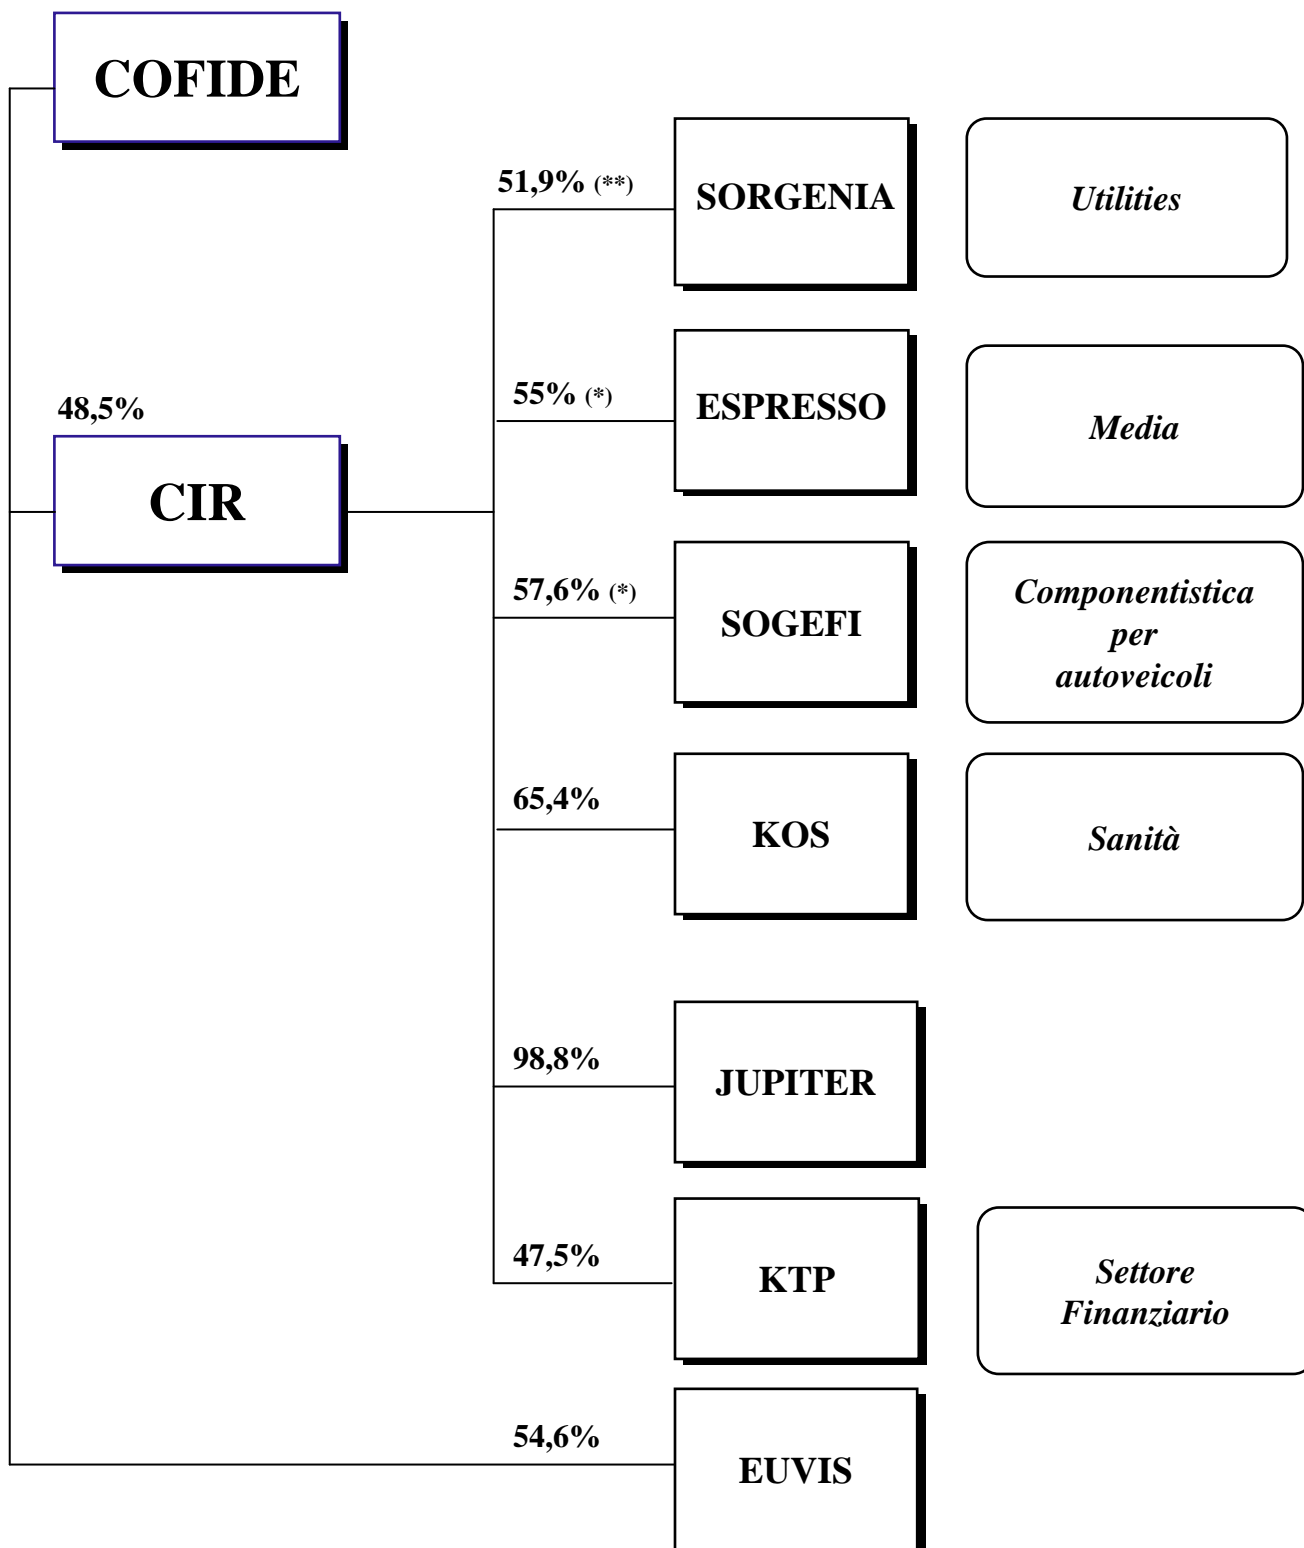 COFIDE
51,9% (**)
SORGENIA
Utilities
55% (*)
ESPRESSO
Media
48,5%
CIR
57,6% (*)
SOGEFI
Componentistica
per
autoveicoli
65,4%
KOS
Sanità
98,8%
JUPITER
47,5%
KTP
Settore
Finanziario
54,6%
EUVIS